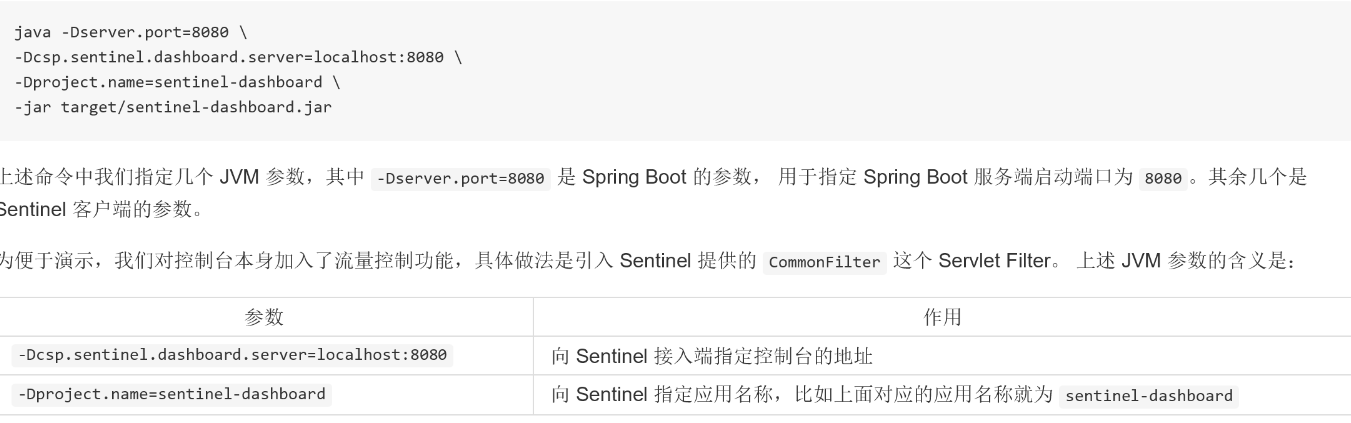 java -Dserver.port=8080 \
-Dcsp.sentinel.dashboard.server=localhost:8080 \
-Dproject.name=sentinel-dashboard \
-jar target/sentinel-dashboard.jar
上述命令中我们指定几个 JVM 参数，其中 -Dserver.port=8080 是 Spring Boot 的参数， 用于指定 Spring Boot 服务端启动端口为 8080 。其余几个是
Sentinel 客户端的参数。
为便于演示，我们对控制台本身加入了流量控制功能，具体做法是引入 Sentinel 提供的 CommonFilter 这个 Servlet Filter。 上述 JVM 参数的含义是：
参数 作用
-Dcsp.sentinel.dashboard.server=localhost:8080 向 Sentinel 接入端指定控制台的地址
-Dproject.name=sentinel-dashboard 向 Sentinel 指定应用名称，比如上面对应的应用名称就为 sentinel-dashboard